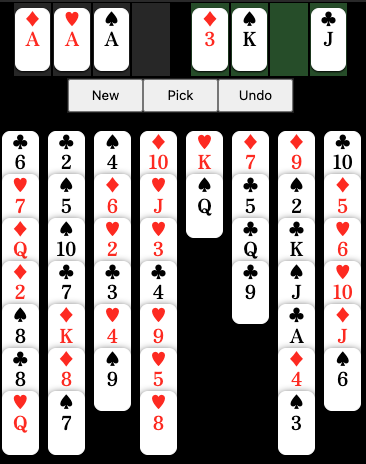 ♦ ♥ ♠ ♦ ♠ ♣
A A A 3 K J
New Pick Undo
♣ ♣ ♠ ♦ ♥ ♦ ♦ ♣
6 2 4 10 K 7 9 10
♥ ♠ ♦ ♥ ♠ ♣ ♠ ♦
7 5 6 J Q 5 2 5
♦ ♠ ♥ ♥ ♣ ♣ ♥
Q 10 2 3 Q K 6
♦ ♣ ♣ ♣ ♣ ♠ ♥
2 7 3 4 9 J 10
♠ ♦ ♥ ♥ ♣ ♦
8 K 4 9 A J
♣ ♦ ♠ ♥ ♦ ♠
8 8 9 5 4 6
♥ ♠ ♥ ♠
Q 7 8 3